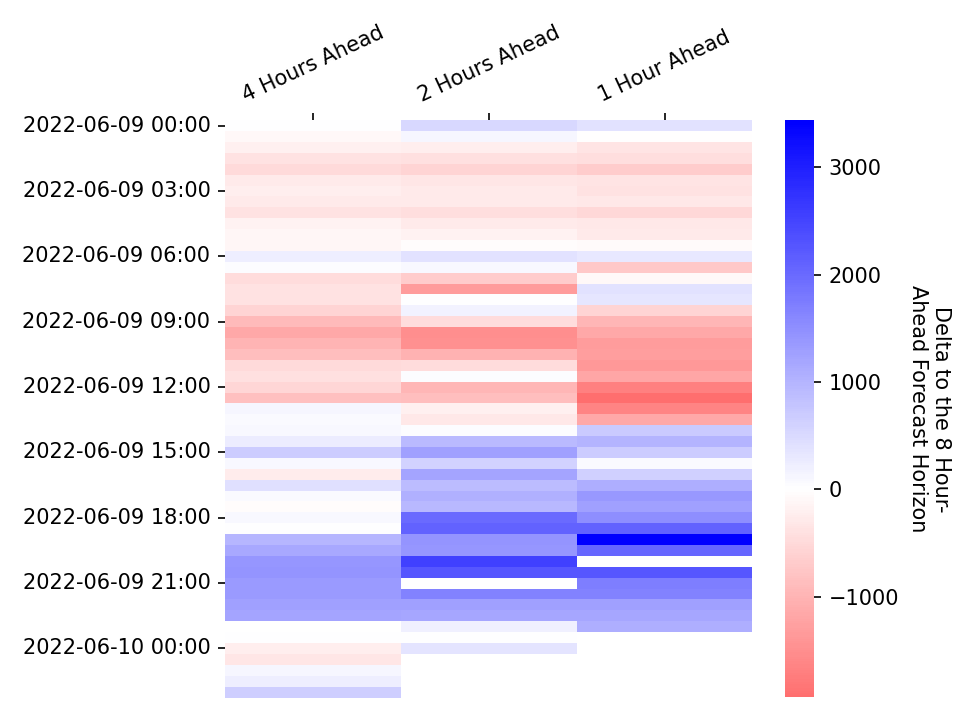 4 Hours Ahead
2 Hours Ahead
1 Hour Ahead
2022-06-09 00:00
2022-06-09 03:00
2022-06-09 06:00
2022-06-09 09:00
2022-06-09 12:00
2022-06-09 15:00
2022-06-09 18:00
2022-06-09 21:00
2022-06-10 00:00
3000
2000
1000
0
−1000
Delta to the 8 Hour-
Ahead Forecast Horizon